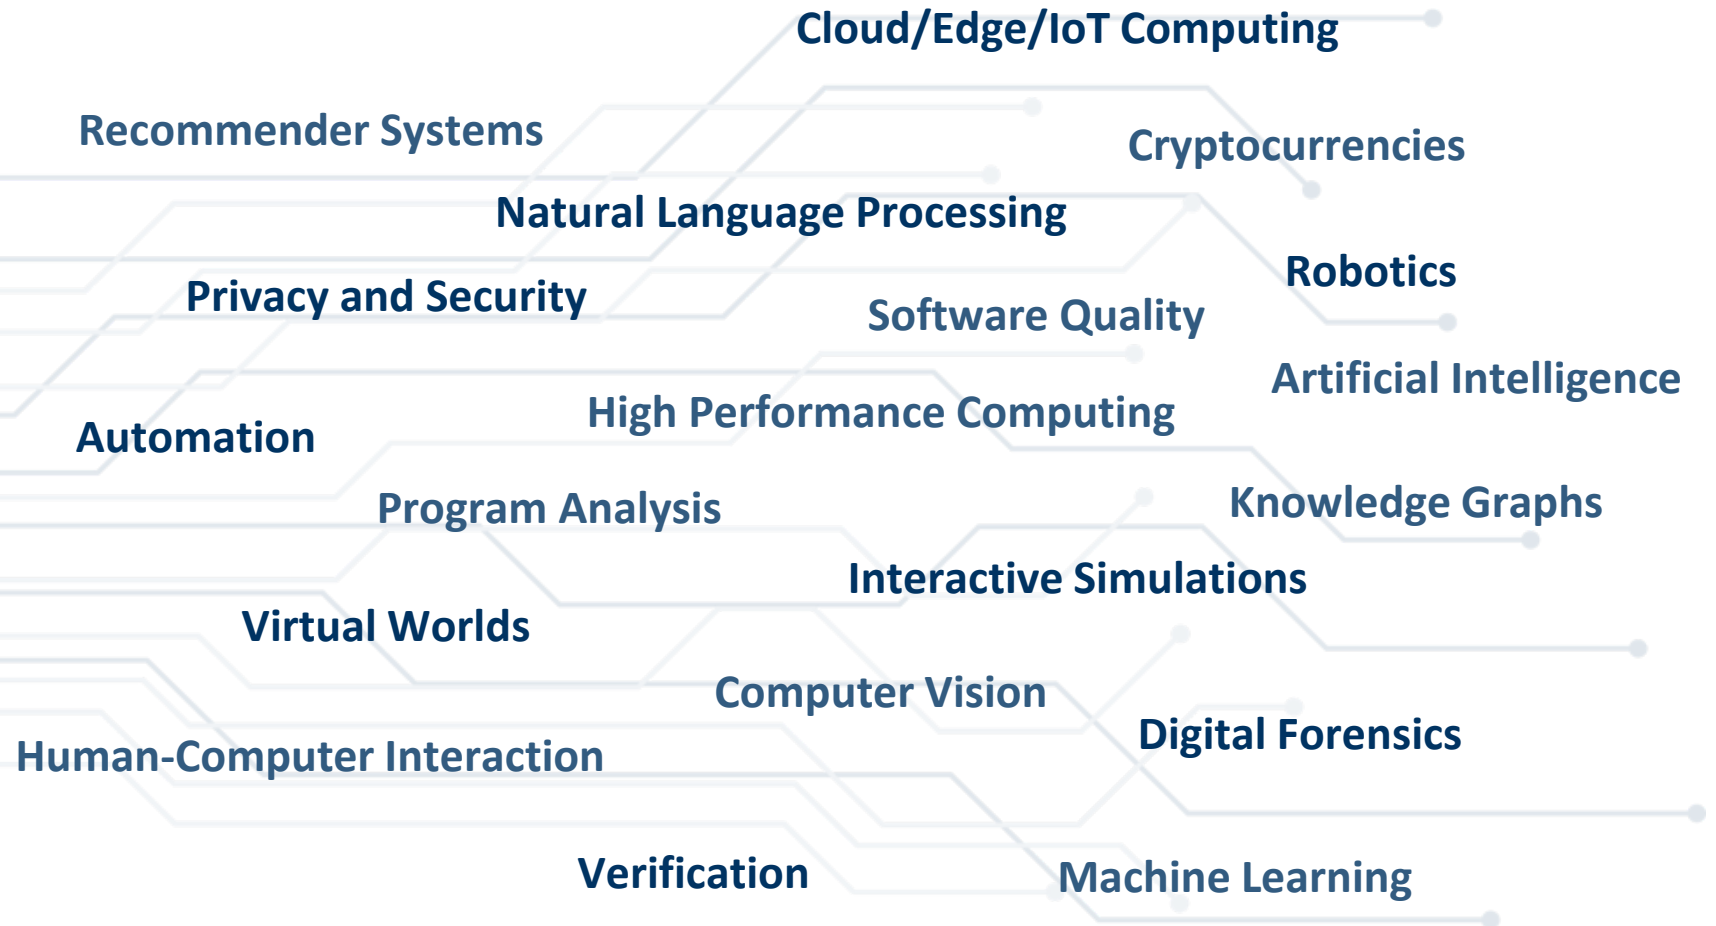 Cloud/Edge/IoT Computing
Recommender Systems
Cryptocurrencies
Natural Language Processing
Robotics
Privacy and Security
Software Quality
Artificial Intelligence
High Performance Computing
Automation
Program Analysis
Knowledge Graphs
Interactive Simulations
Virtual Worlds
Computer Vision
Digital Forensics
Human-Computer Interaction
Verification
Machine Learning